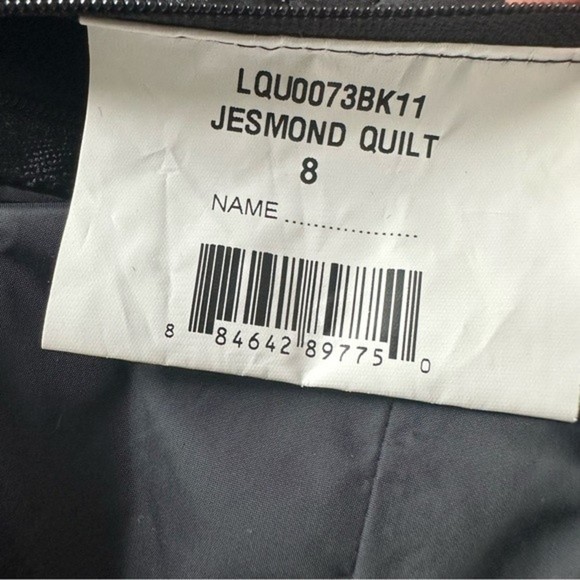 LQU0073BK11
JESMOND QUILT
8
NAME ..................
8 84642 89775 0